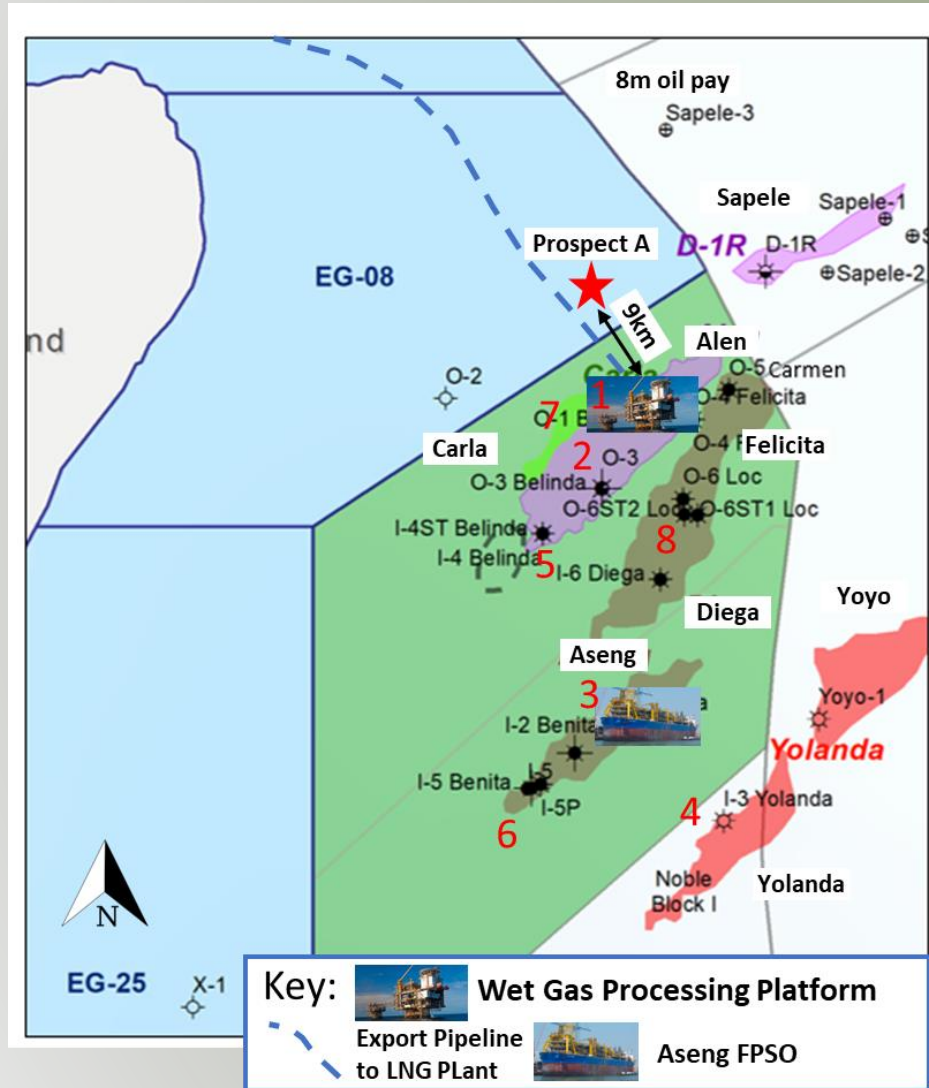 8m oil pay
Sapele-3
Sapele
Sapele-1
Prospect A
D-1R
D-1R
Sapele-2
EG-08
nd
9km
Alen
O-5 Carmen
O-2
1
O-4 Felicita
7
O-1 B
Carla
2
O-3
O-4 F
Felicita
O-3 Belinda
O-6 Loc
O-6ST2 Loc
O-6ST1 Loc
I-4ST Belinda
8
I-4 Belinda
5
I-6 Diega
Yoyo
Diega
Aseng
3
Yoyo-1
I-2 Benita
Yolanda
I-5
I-5 Benita
I-5P
4
I-3 Yolanda
6
Noble
Block I
Yolanda
N
EG-25
X-1
Key:
Wet Gas Processing Platform
Export Pipeline
to LNG PLant
Aseng FPSO